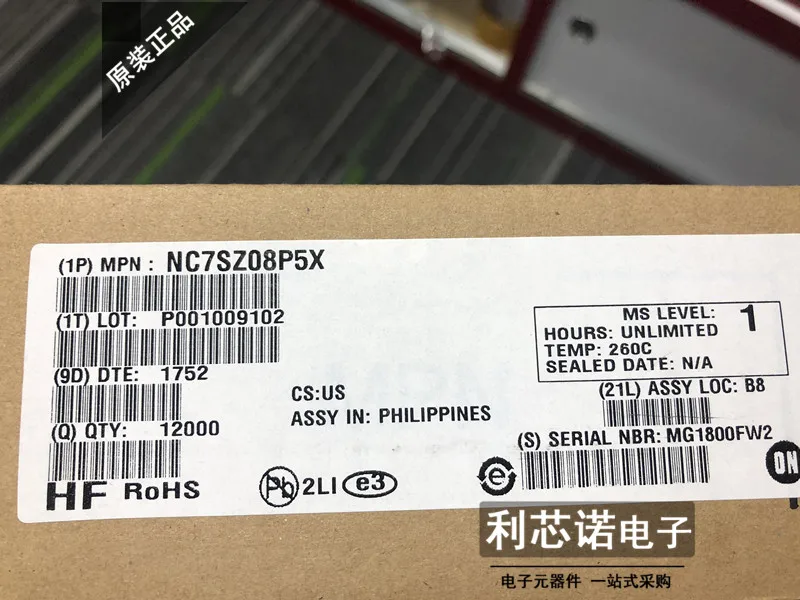 原装正品
(1P) MPN : NC7SZ08P5X
(1T) LOT: P001009102
(9D) DTE: 1752
(Q) QTY: 12000
HF RoHS
Pb 2LI e3
CS:US
ASSY IN: PHILIPPINES
MS LEVEL: 1
HOURS: UNLIMITED
TEMP: 260C
SEALED DATE: N/A
(21L) ASSY LOC: B8
(S) SERIAL NBR: MG1800FW2
e
ON
利芯诺电子
电子元器件 一站式采购